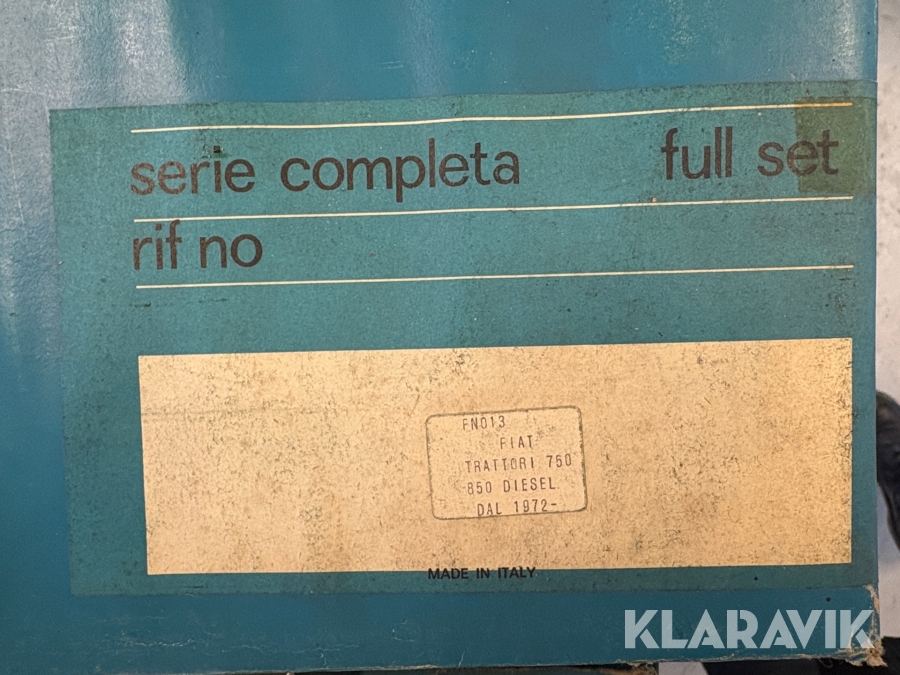 serie completa full set
rif no
FN013
FIAT
TRATTORI 750
850 DIESEL
DAL 1972-
MADE IN ITALY
KLARAVIK